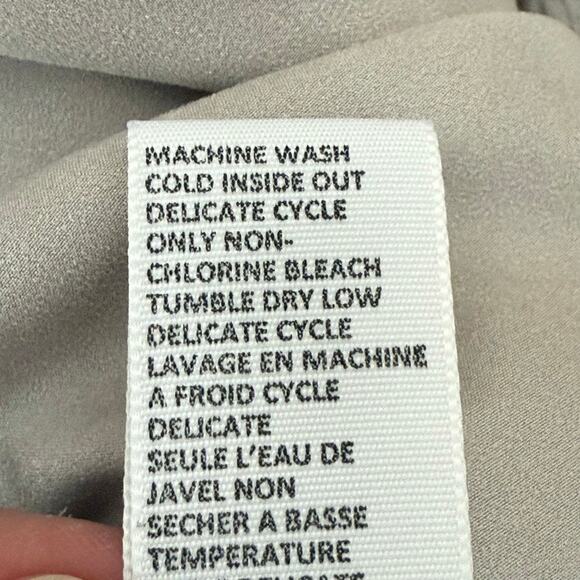 MACHINE WASH
COLD INSIDE OUT
DELICATE CYCLE
ONLY NON-
CHLORINE BLEACH
TUMBLE DRY LOW
DELICATE CYCLE
LAVAGE EN MACHINE
A FROID CYCLE
DELICATE
SEULE L'EAU DE
JAVEL NON
SECHER A BASSE
TEMPERATURE
DELICATE